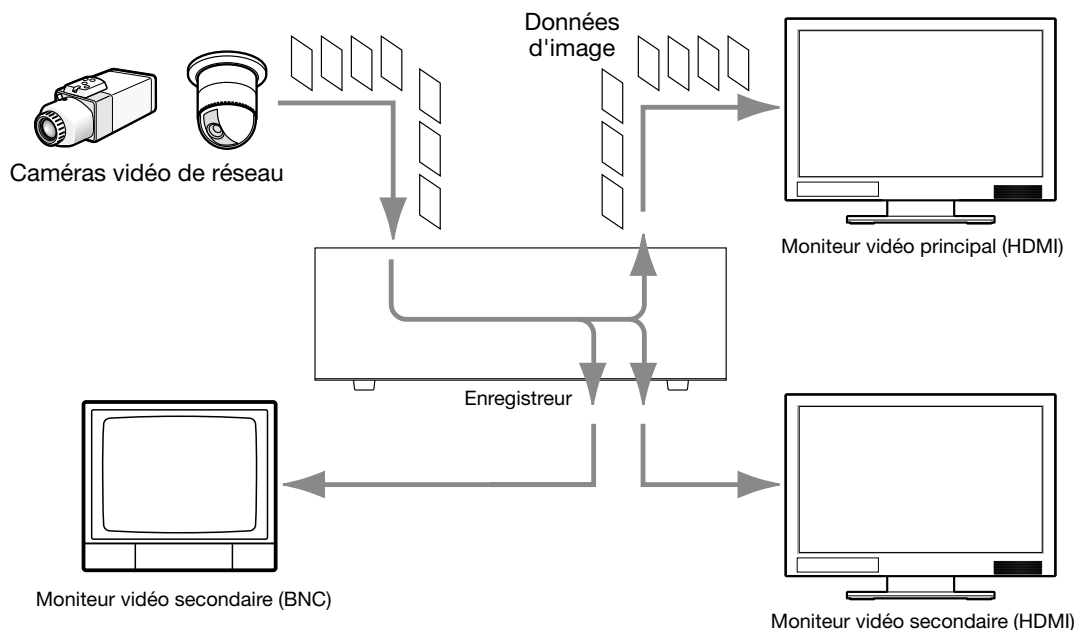 Données
d'image
Caméras vidéo de réseau
Moniteur vidéo principal (HDMI)
Enregistreur
Moniteur vidéo secondaire (BNC)
Moniteur vidéo secondaire (HDMI)